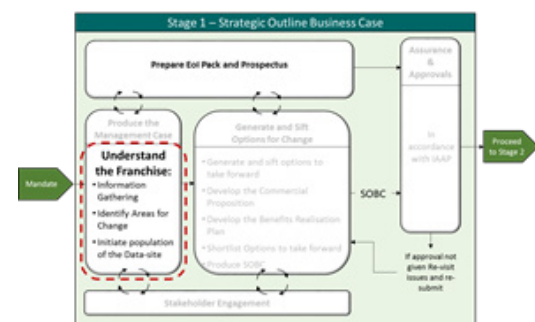 Stage 1 – Strategic Outline Business Case
Prepare EoI Pack and Prospectus
Assurance
&
Approvals
In
accordance
with IAAP
Produce the
Management Case
Understand
the Franchise:
• Information
Gathering
• Identify Areas for
Change
• Initiate population
of the Data-site
Generate and Sift
Options for Change
• Generate and sift options to
take forward
• Develop the Commercial
Proposition
• Develop the Benefits Realisation
Plan
• Shortlist Options to take forward
• Produce SOBC
Mandate
SOBC
Proceed
to Stage 2
If approval not
given Re-visit
issues and re-
submit
Stakeholder Engagement